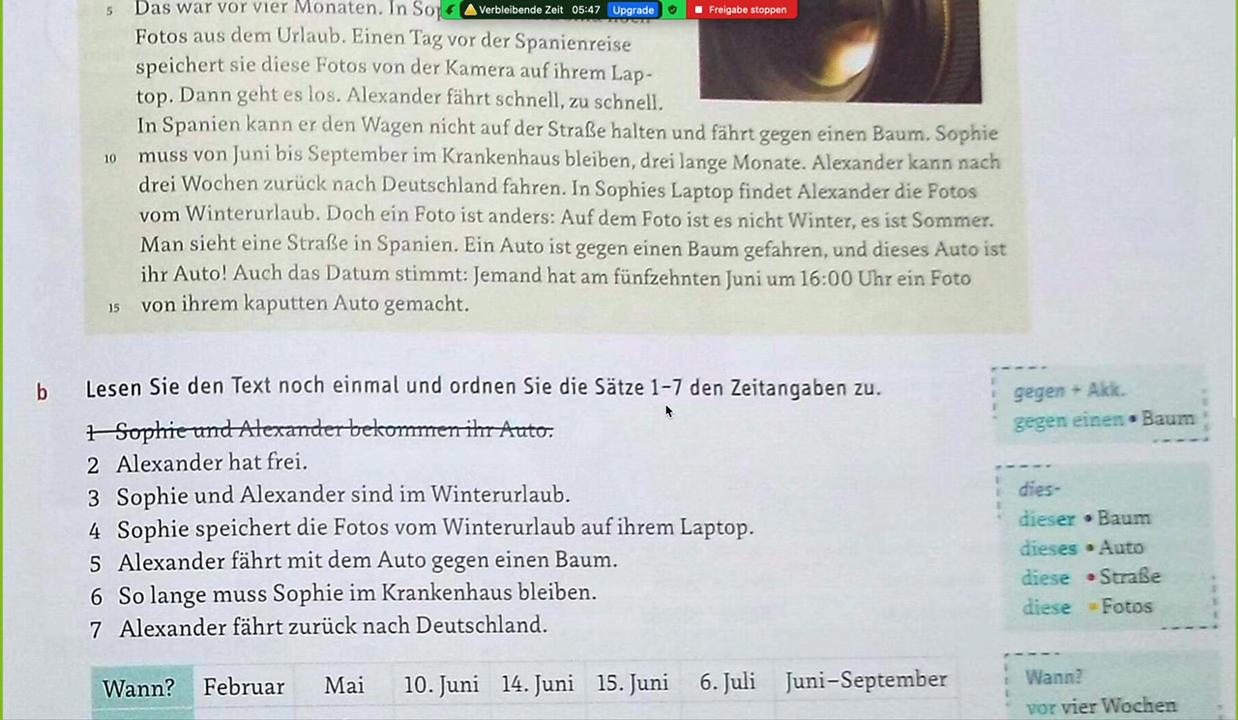 Verbleibende Zeit 05:47 Upgrade Freigabe stoppen
5 Das war vor vier Monaten. In
Fotos aus dem Urlaub. Einen Tag vor der Spanienreise
speichert sie diese Fotos von der Kamera auf ihrem Lap-
top. Dann geht es los. Alexander fährt schnell, zu schnell.
In Spanien kann er den Wagen nicht auf der Straße halten und fährt gegen einen Baum. Sophie
10 muss von Juni bis September im Krankenhaus bleiben, drei lange Monate. Alexander kann nach
drei Wochen zurück nach Deutschland fahren. In Sophies Laptop findet Alexander die Fotos
vom Winterurlaub. Doch ein Foto ist anders: Auf dem Foto ist es nicht Winter, es ist Sommer.
Man sieht eine Straße in Spanien. Ein Auto ist gegen einen Baum gefahren, und dieses Auto ist
ihr Auto! Auch das Datum stimmt: Jemand hat am fünfzehnten Juni um 16:00 Uhr ein Foto
15 von ihrem kaputten Auto gemacht.
b Lesen Sie den Text noch einmal und ordnen Sie die Sätze 1–7 den Zeitangaben zu.
1 Sophie und Alexander bekommen ihr Auto.
2 Alexander hat frei.
3 Sophie und Alexander sind im Winterurlaub.
4 Sophie speichert die Fotos vom Winterurlaub auf ihrem Laptop.
5 Alexander fährt mit dem Auto gegen einen Baum.
6 So lange muss Sophie im Krankenhaus bleiben.
7 Alexander fährt zurück nach Deutschland.
Wann? Februar Mai 10. Juni 14. Juni 15. Juni 6. Juli Juni–September
gegen + Akk.
gegen einen • Baum
dies-
dieser • Baum
dieses • Auto
diese • Straße
diese • Fotos
Wann?
vor vier Wochen